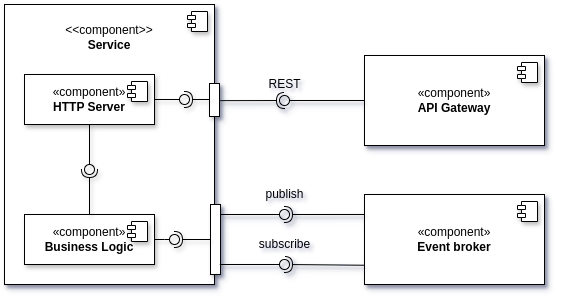 <<component>>
Service
«component»
HTTP Server
REST
«component»
API Gateway
publish
«component»
Business Logic
subscribe
«component»
Event broker